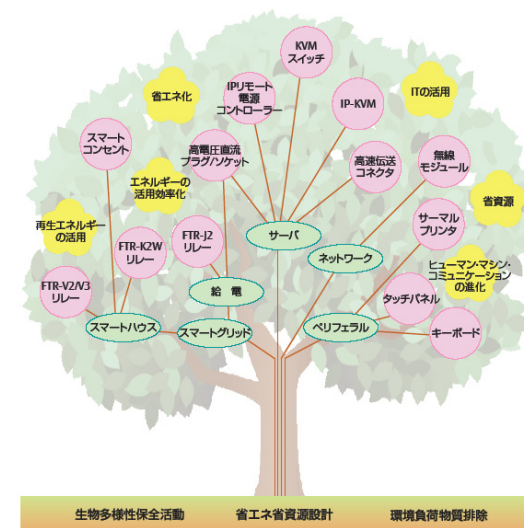 KVM
スイッチ
IPリモート
電源
コントローラー
省エネ化
ITの活用
IP-KVM
スマート
コンセント
高電圧直流
プラグ/ソケット
高速伝送
コネクタ
無線
モジュール
エネルギーの
活用効率化
省資源
再生エネルギー
の活用
サーマル
プリンタ
FTR-K2W
リレー
FTR-J2
リレー
サーバ
ネットワーク
ヒューマン・マシン・
コミュニケーション
の進化
FTR-V2/V3
リレー
給電
タッチパネル
スマートハウス
スマートグリッド
ペリフェラル
キーボード
生物多様性保全活動
省エネ省資源設計
環境負荷物質排除